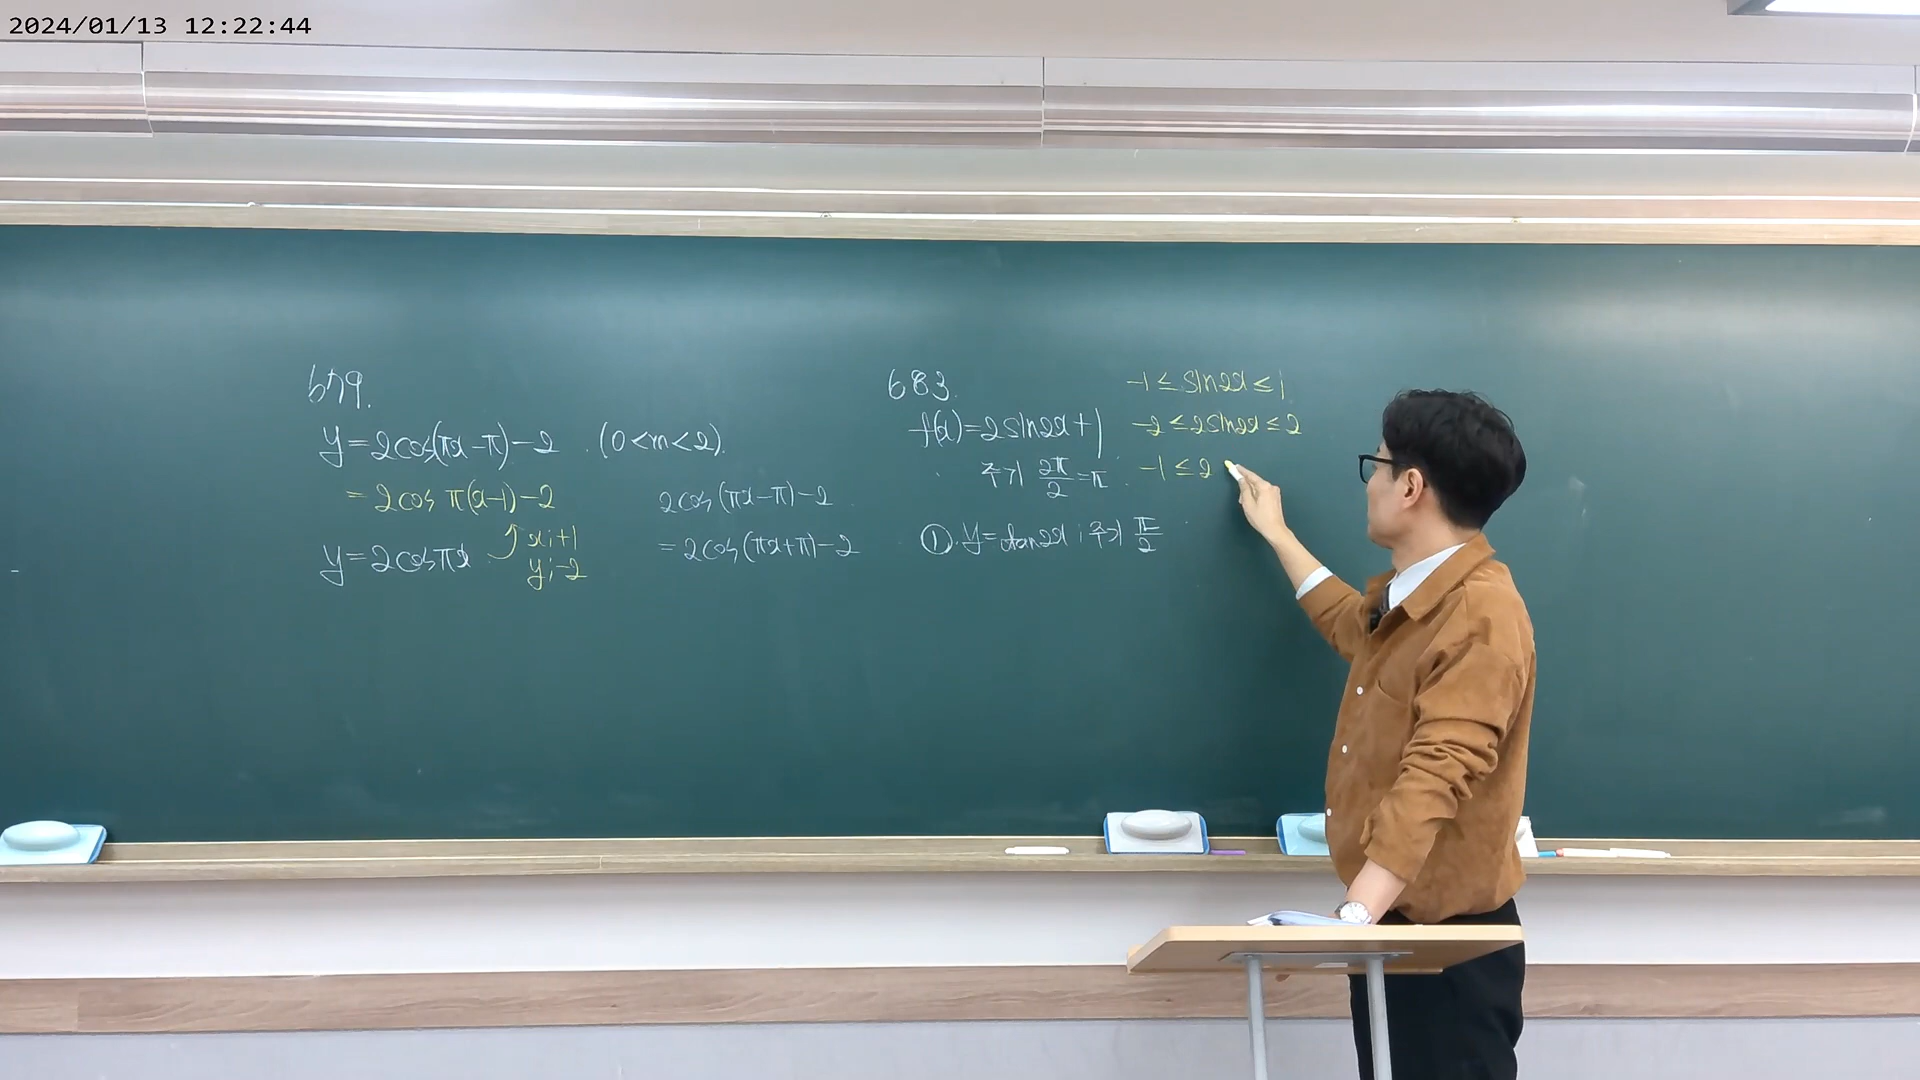 2024/01/13 12:22:44
679.
y=2cos(πx-π)-2 (0<m<2).
=2cos π(x-1)-2
y=2cosπx
x;+1
y;-2
2cos(πx-π)-2
=2cos(πx+π)-2
683.
f(x)=2sin2x+1
주기 2π/2=π
① y=tan2x ; 주기 π/2
-1≤sin2x≤1
-2≤2sin2x≤2
-1≤2